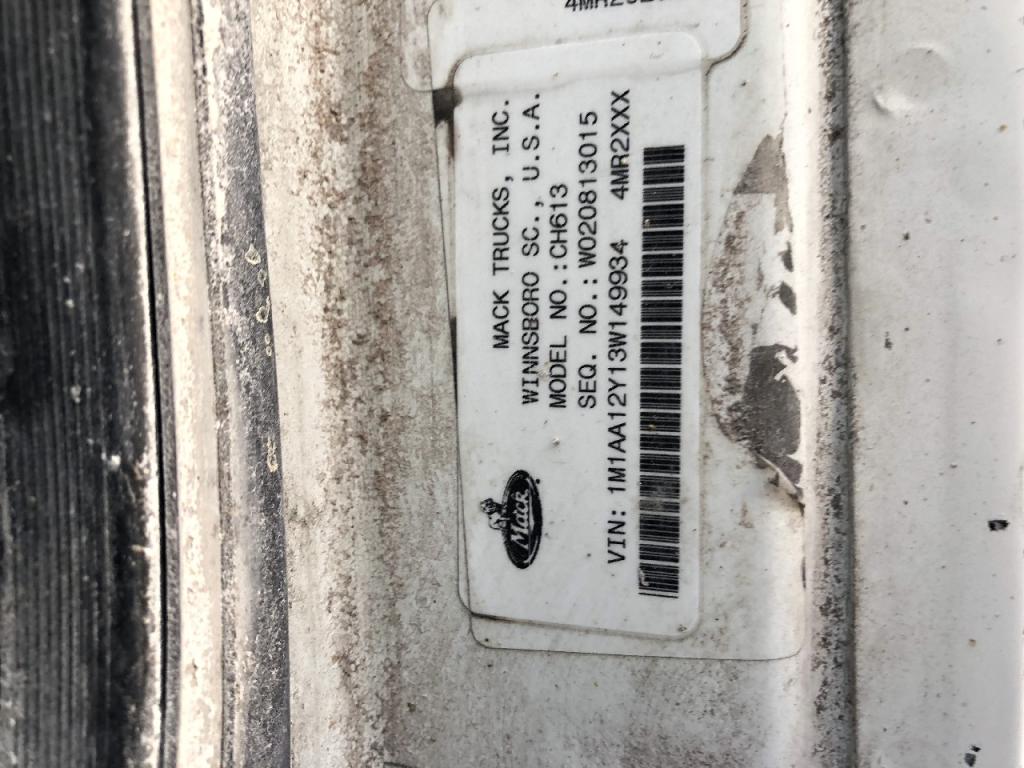 MACK TRUCKS, INC.
WINNSBORO SC., U.S.A.
MODEL NO.:CH613
SEQ. NO.: W020813015
VIN: 1M1AA12Y13W149934 4MR2XXX
Mack